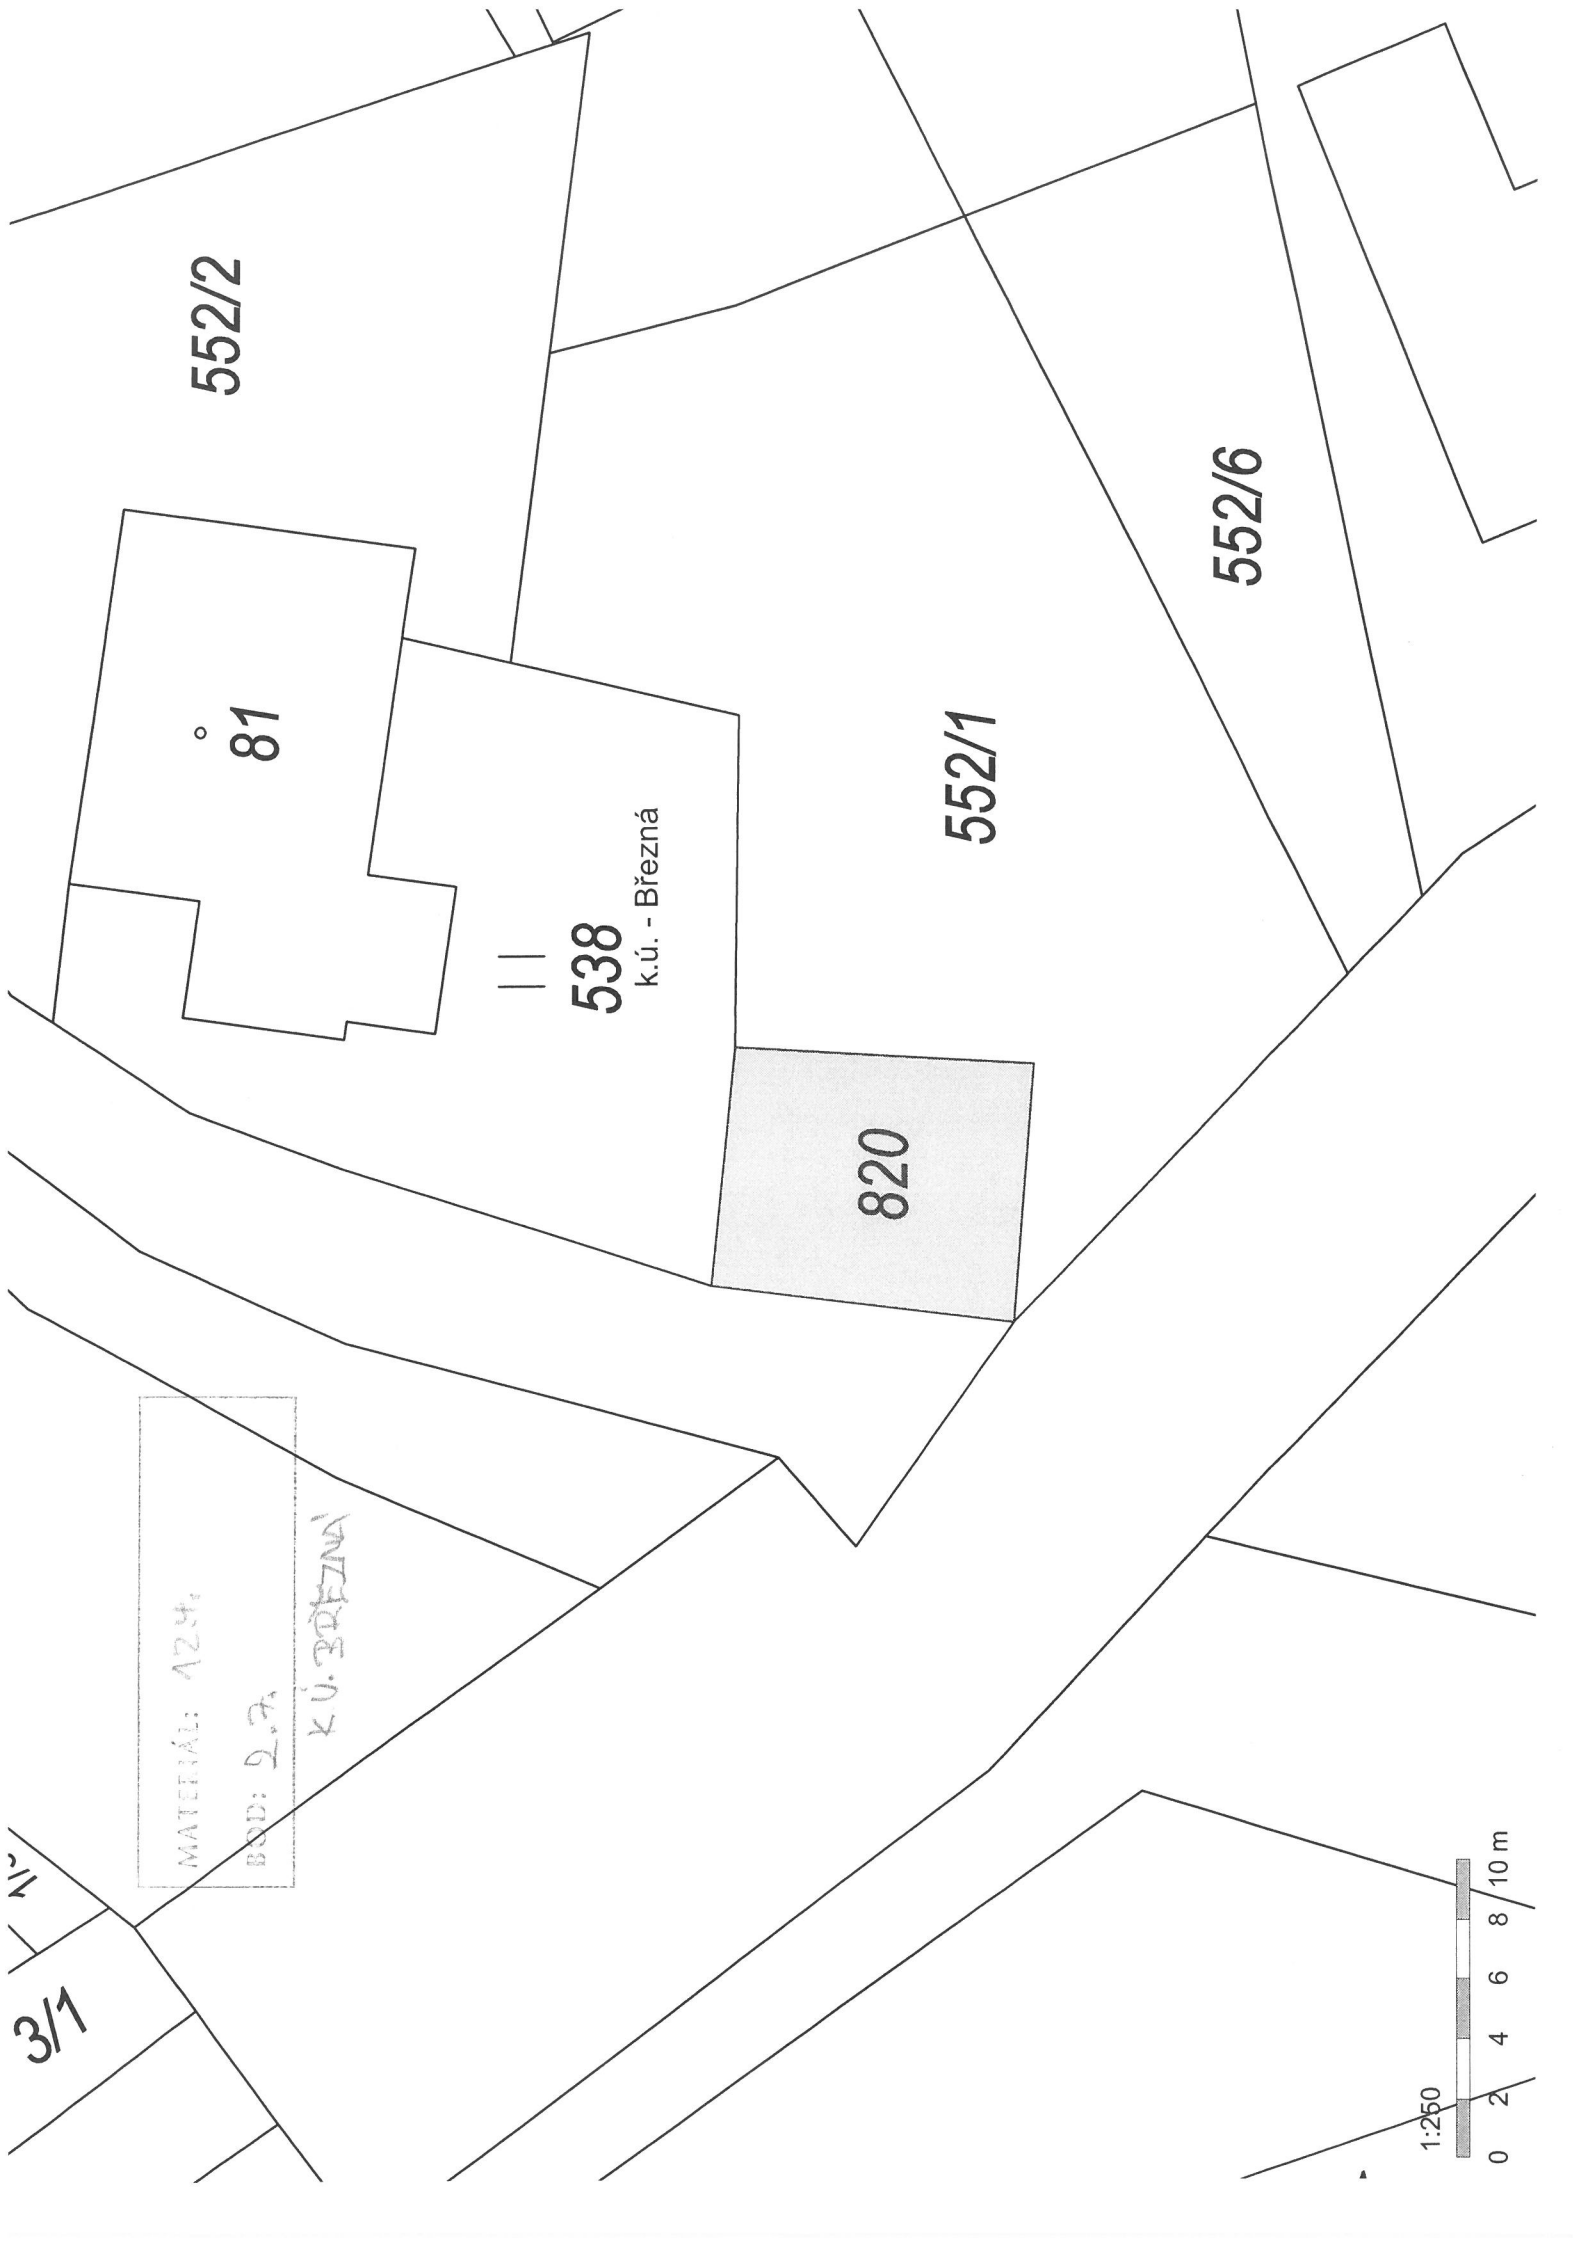 552/2
81
538
k.ú. - Březná
552/1
552/6
820
MATERIÁL: 124.
BOD: 2.7.
K.Ú. BŘEZNÁ
3/1
1:250
0 2 4 6 8 10 m